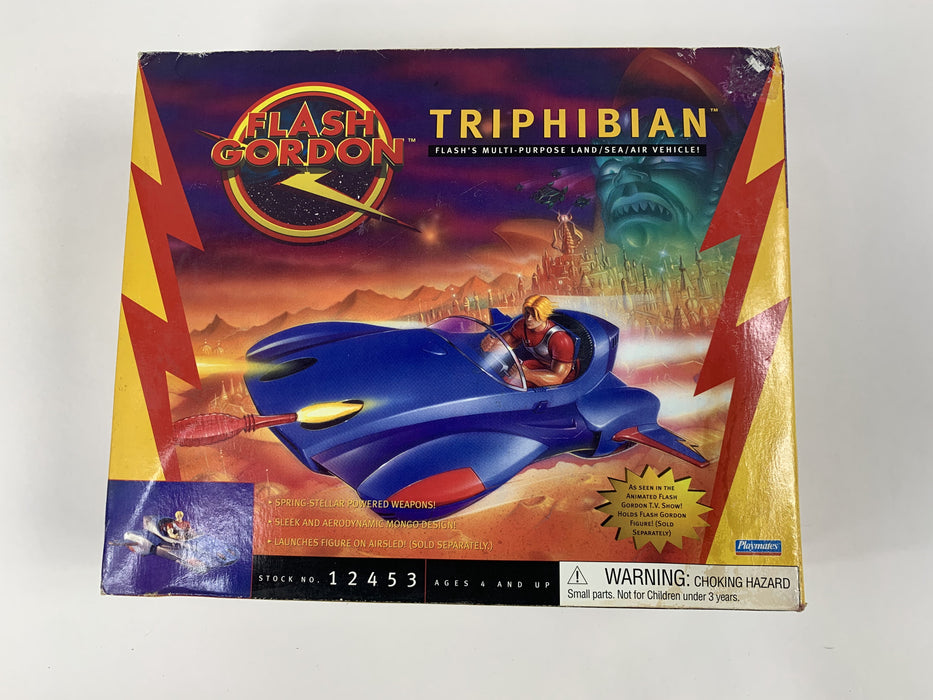 FLASH
GORDON™
TRIPHIBIAN™
FLASH'S MULTI-PURPOSE LAND/SEA/AIR VEHICLE!
• SPRING-STELLAR POWERED WEAPONS!
• SLEEK AND AERODYNAMIC MONGO DESIGN!
• LAUNCHES FIGURE ON AIRSLED! (SOLD SEPARATELY.)
AS SEEN IN THE
ANIMATED FLASH
GORDON T.V. SHOW!
HOLDS FLASH GORDON
FIGURE! (SOLD
SEPARATELY)
Playmates
STOCK NO. 12453
AGES 4 AND UP
WARNING: CHOKING HAZARD
Small parts. Not for Children under 3 years.